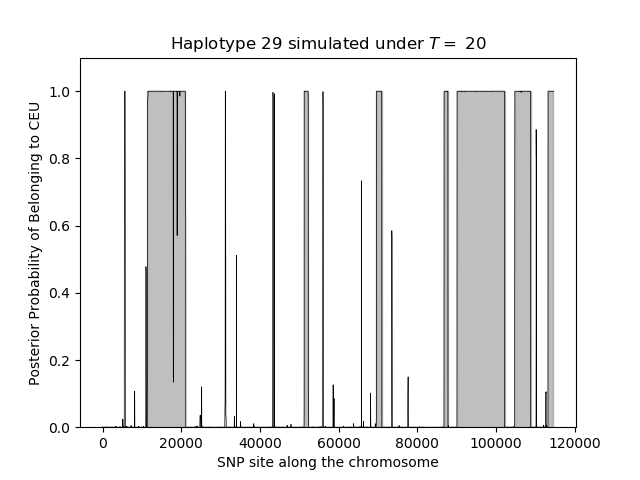 Haplotype 29 simulated under T = 20
Posterior Probability of Belonging to CEU
1.0
0.8
0.6
0.4
0.2
0.0
0 20000 40000 60000 80000 100000 120000
SNP site along the chromosome